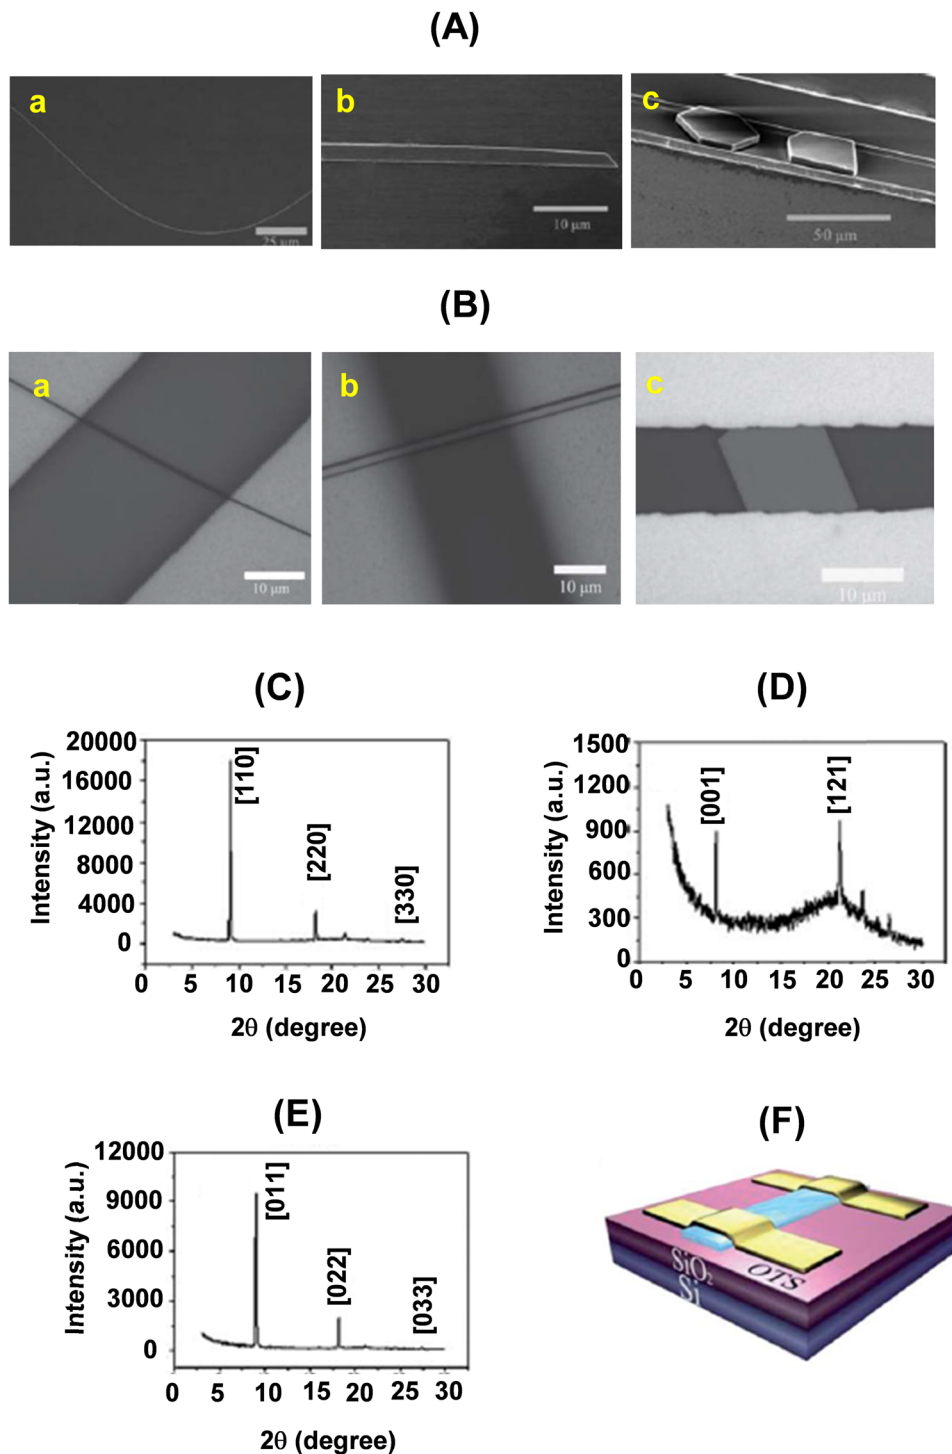 (A)
a
b
c
25 µm
10 µm
50 µm
(B)
a
b
c
10 µm
10 µm
10 µm
(C)
20000
16000
12000
8000
4000
0
Intensity (a.u.)
[110]
[220]
[330]
0 5 10 15 20 25 30
2θ (degree)
(D)
1500
1200
900
600
300
0
Intensity (a.u.)
[001]
[121]
0 5 10 15 20 25 30
2θ (degree)
(E)
12000
9000
6000
3000
0
Intensity (a.u.)
[011]
[022]
[033]
0 5 10 15 20 25 30
2θ (degree)
(F)
OTS
SiO2
Si